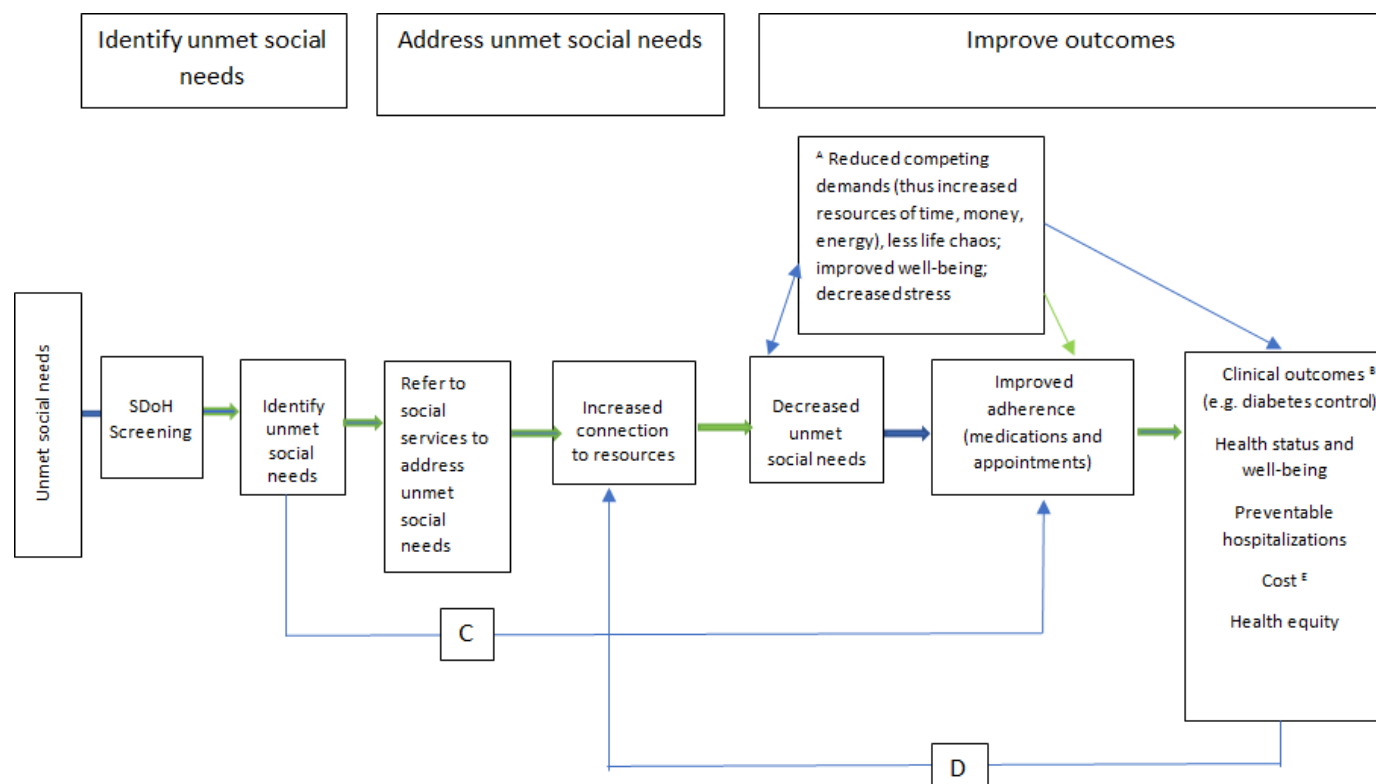 Identify unmet social
needs
Address unmet social needs
Improve outcomes
A Reduced competing
demands (thus increased
resources of time, money,
energy), less life chaos;
improved well-being;
decreased stress
Unmet social needs
SDoH
Screening
Identify
unmet
social
needs
Refer to
social
services to
address
unmet
social
needs
Increased
connection
to resources
Decreased
unmet
social needs
Improved
adherence
(medications and
appointments)
Clinical outcomes B
(e.g. diabetes control)
Health status and
well-being
Preventable
hospitalizations
Cost E
Health equity
C
D